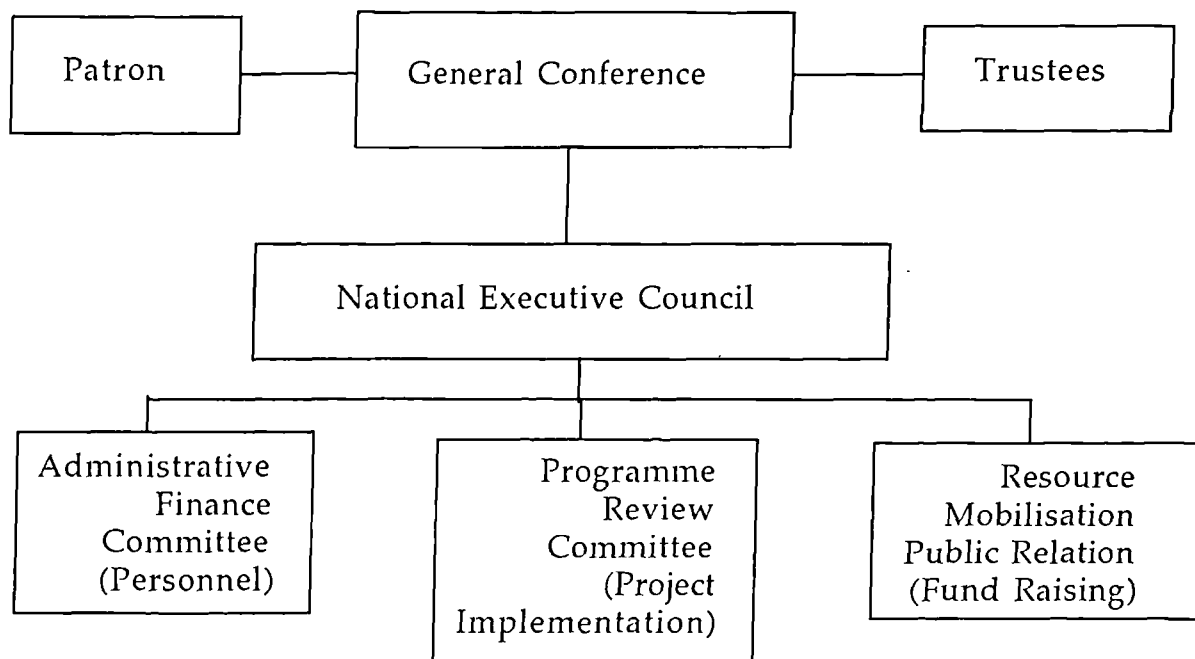 Patron
General Conference
Trustees
National Executive Council
Administrative
Finance
Committee
(Personnel)
Programme
Review
Committee
(Project
Implementation)
Resource
Mobilisation
Public Relation
(Fund Raising)